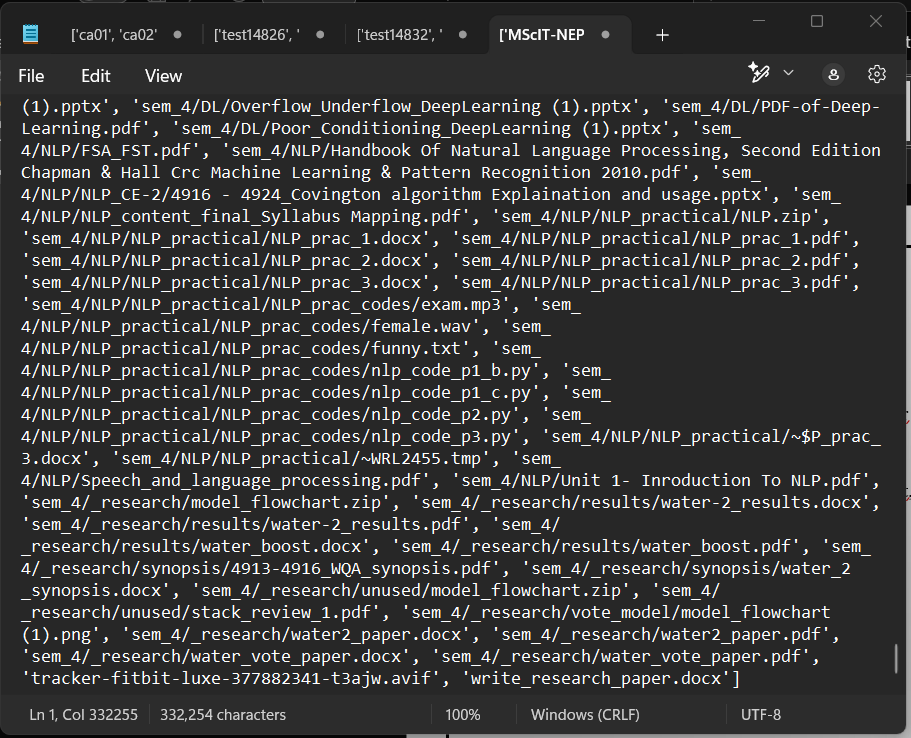 ['ca01', 'ca02' ['test14826', ' ['test14832', ' ['MScIT-NEP
File Edit View
(1).pptx', 'sem_4/DL/Overflow_Underflow_DeepLearning (1).pptx', 'sem_4/DL/PDF-of-Deep-
Learning.pdf', 'sem_4/DL/Poor_Conditioning_DeepLearning (1).pptx', 'sem_
4/NLP/FSA_FST.pdf', 'sem_4/NLP/Handbook Of Natural Language Processing, Second Edition
Chapman & Hall Crc Machine Learning & Pattern Recognition 2010.pdf', 'sem_
4/NLP/NLP_CE-2/4916 - 4924_Covington algorithm Explaination and usage.pptx', 'sem_
4/NLP/NLP_content_final_Syllabus Mapping.pdf', 'sem_4/NLP/NLP_practical/NLP.zip',
'sem_4/NLP/NLP_practical/NLP_prac_1.docx', 'sem_4/NLP/NLP_practical/NLP_prac_1.pdf',
'sem_4/NLP/NLP_practical/NLP_prac_2.docx', 'sem_4/NLP/NLP_practical/NLP_prac_2.pdf',
'sem_4/NLP/NLP_practical/NLP_prac_3.docx', 'sem_4/NLP/NLP_practical/NLP_prac_3.pdf',
'sem_4/NLP/NLP_practical/NLP_prac_codes/exam.mp3', 'sem_
4/NLP/NLP_practical/NLP_prac_codes/female.wav', 'sem_
4/NLP/NLP_practical/NLP_prac_codes/funny.txt', 'sem_
4/NLP/NLP_practical/NLP_prac_codes/nlp_code_p1_b.py', 'sem_
4/NLP/NLP_practical/NLP_prac_codes/nlp_code_p1_c.py', 'sem_
4/NLP/NLP_practical/NLP_prac_codes/nlp_code_p2.py', 'sem_
4/NLP/NLP_practical/NLP_prac_codes/nlp_code_p3.py', 'sem_4/NLP/NLP_practical/~$P_prac_
3.docx', 'sem_4/NLP/NLP_practical/~WRL2455.tmp', 'sem_
4/NLP/Speech_and_language_processing.pdf', 'sem_4/NLP/Unit 1- Inroduction To NLP.pdf',
'sem_4/_research/model_flowchart.zip', 'sem_4/_research/results/water-2_results.docx',
'sem_4/_research/results/water-2_results.pdf', 'sem_4/
_research/results/water_boost.docx', 'sem_4/_research/results/water_boost.pdf', 'sem_
4/_research/synopsis/4913-4916_WQA_synopsis.pdf', 'sem_4/_research/synopsis/water_2
_synopsis.docx', 'sem_4/_research/unused/model_flowchart.zip', 'sem_4/
_research/unused/stack_review_1.pdf', 'sem_4/_research/vote_model/model_flowchart
(1).png', 'sem_4/_research/water2_paper.docx', 'sem_4/_research/water2_paper.pdf',
'sem_4/_research/water_vote_paper.docx', 'sem_4/_research/water_vote_paper.pdf',
'tracker-fitbit-luxe-377882341-t3ajw.avif', 'write_research_paper.docx']
Ln 1, Col 332255 332,254 characters 100% Windows (CRLF) UTF-8